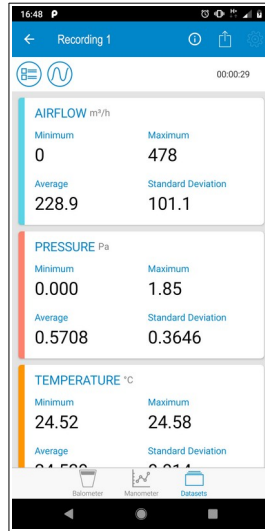 16:48
Recording 1
00:00:29
AIRFLOW m³/h
Minimum Maximum
0 478
Average Standard Deviation
228.9 101.1
PRESSURE Pa
Minimum Maximum
0.000 1.85
Average Standard Deviation
0.5708 0.3646
TEMPERATURE °C
Minimum Maximum
24.52 24.58
Average Standard Deviation
Balometer Manometer Datasets